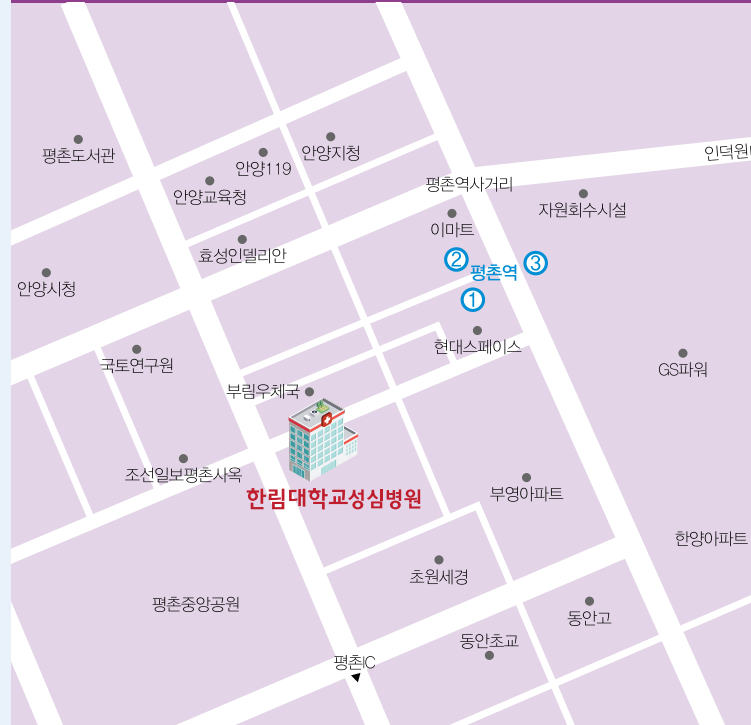 평촌도서관
안양119
안양지청
인덕원
안양교육청
평촌역사거리
자원회수시설
이마트
효성인텔리안
② 평촌역 ③
①
안양시청
현대스페이스
국토연구원
GS파워
부림우체국
조선일보평촌사옥
한림대학교성심병원
부영아파트
한양아파트
초원세경
평촌중앙공원
동안고
동안초교
평촌IC